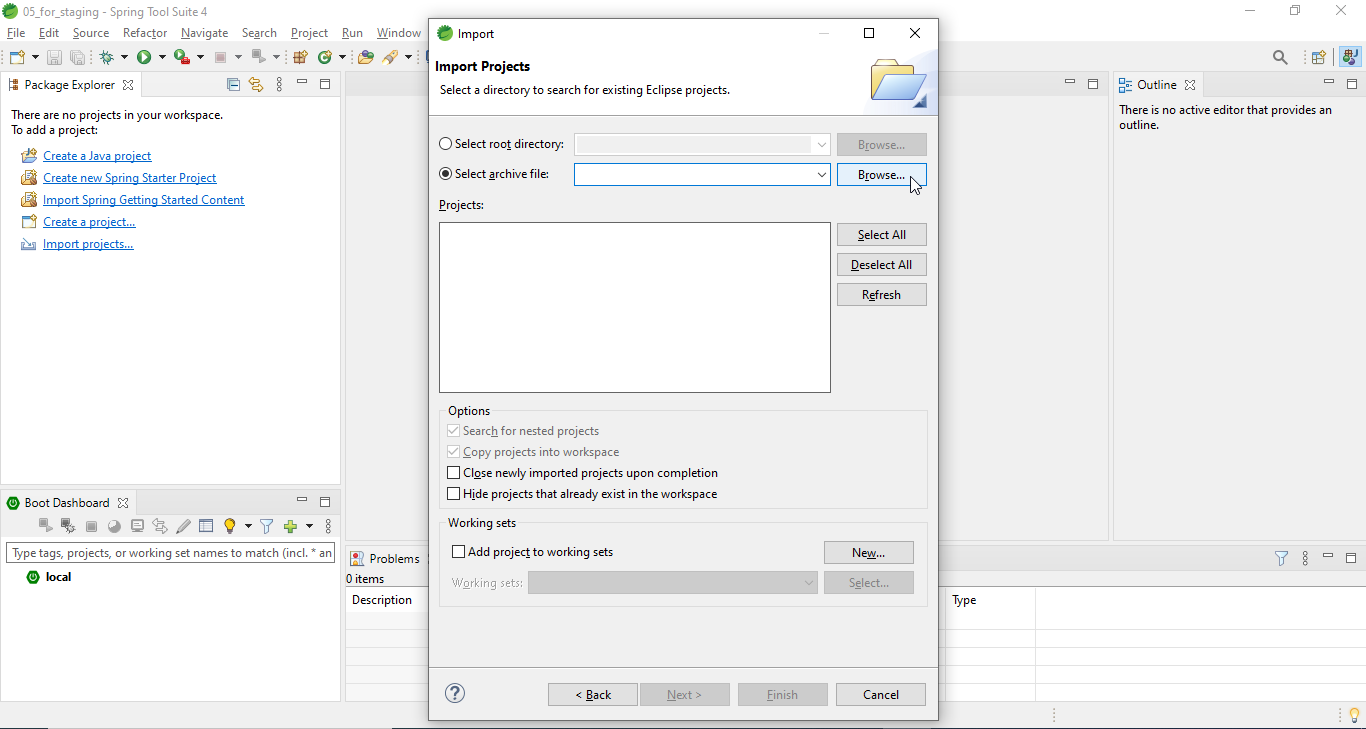 05_for_staging - Spring Tool Suite 4
File Edit Source Refactor Navigate Search Project Run Window
Package Explorer
There are no projects in your workspace.
To add a project:
Create a Java project
Create new Spring Starter Project
Import Spring Getting Started Content
Create a project...
Import projects...
Boot Dashboard
Type tags, projects, or working set names to match (incl. * an
local
Import
Import Projects
Select a directory to search for existing Eclipse projects.
Select root directory: Browse...
Select archive file: Browse...
Projects:
Select All
Deselect All
Refresh
Options
Search for nested projects
Copy projects into workspace
Close newly imported projects upon completion
Hide projects that already exist in the workspace
Working sets
Add project to working sets New...
Working sets: Select...
? < Back Next > Finish Cancel
Outline
There is no active editor that provides an
outline.
Problems
0 items
Description Type